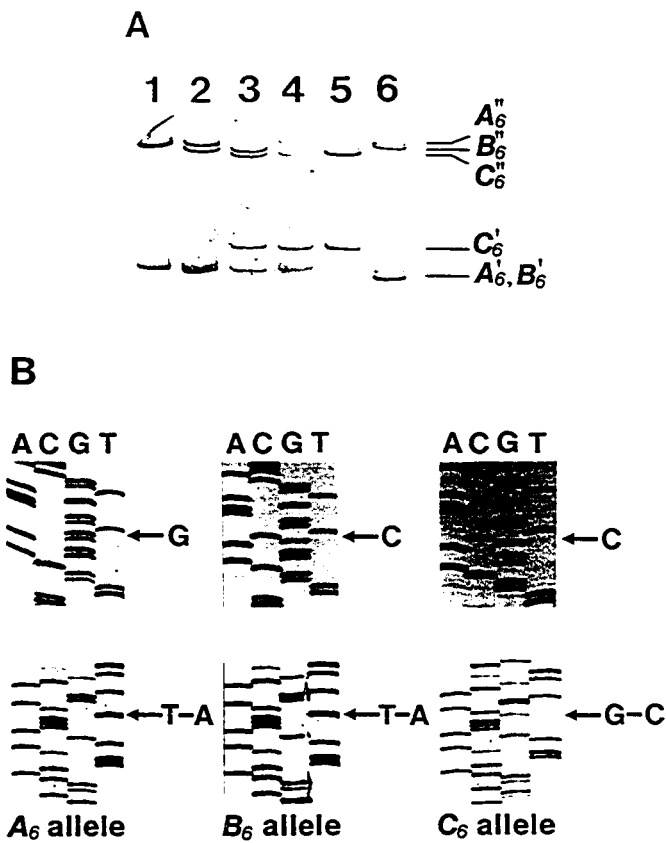 A
1 2 3 4 5 6
A₆"
B₆"
C₆"
C₆'
A₆', B₆'
B
A C G T A C G T A C G T
G C C
T-A T-A G-C
A₆ allele B₆ allele C₆ allele